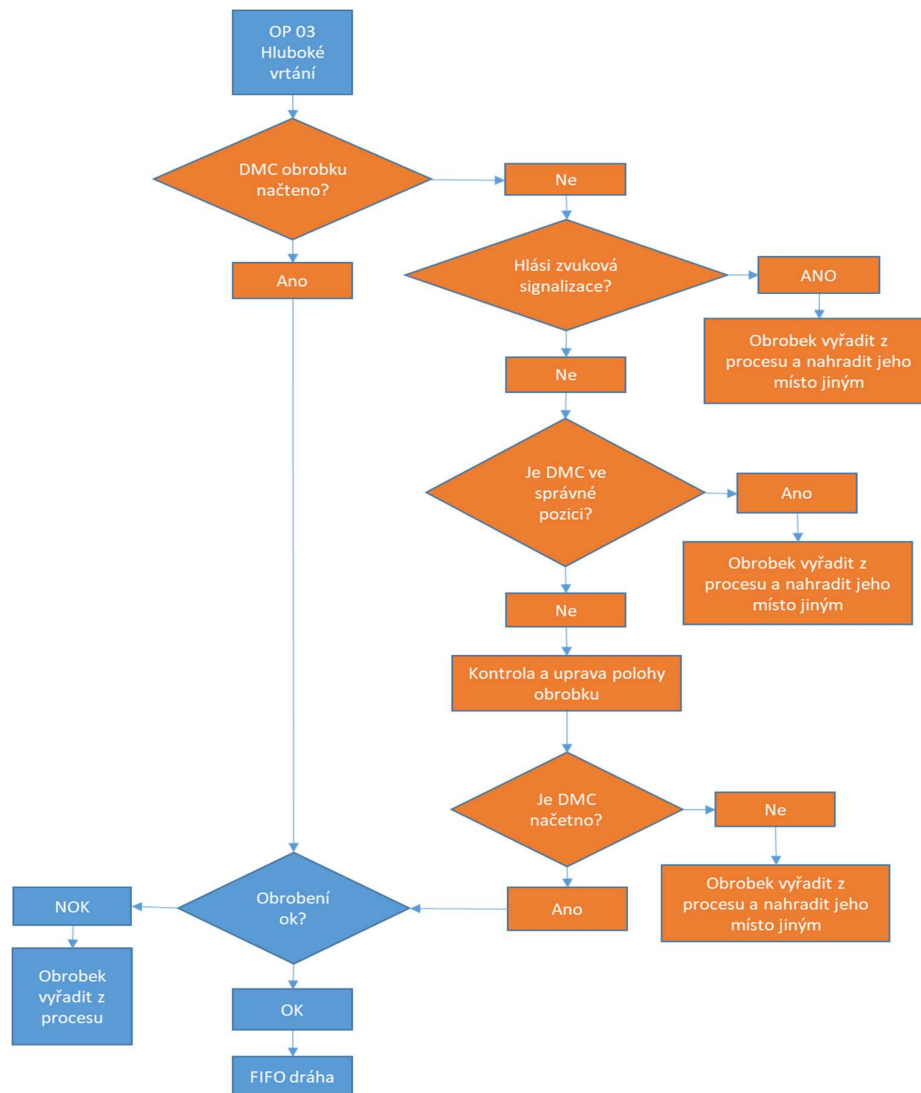 OP 03
Hluboké
vrtání
DMC obrobku
načteno?
Ne
Ano
Hlási zvuková
signalizace?
ANO
Obrobek vyřadit z
procesu a nahradit jeho
místo jiným
Ne
Je DMC ve
správné
pozici?
Ano
Obrobek vyřadit z
procesu a nahradit jeho
místo jiným
Ne
Kontrola a uprava polohy
obrobku
Je DMC
načetno?
Ne
Obrobek vyřadit z
procesu a nahradit jeho
místo jiným
Ano
Obrobení
ok?
NOK
Obrobek
vyřadit z
procesu
OK
FIFO dráha